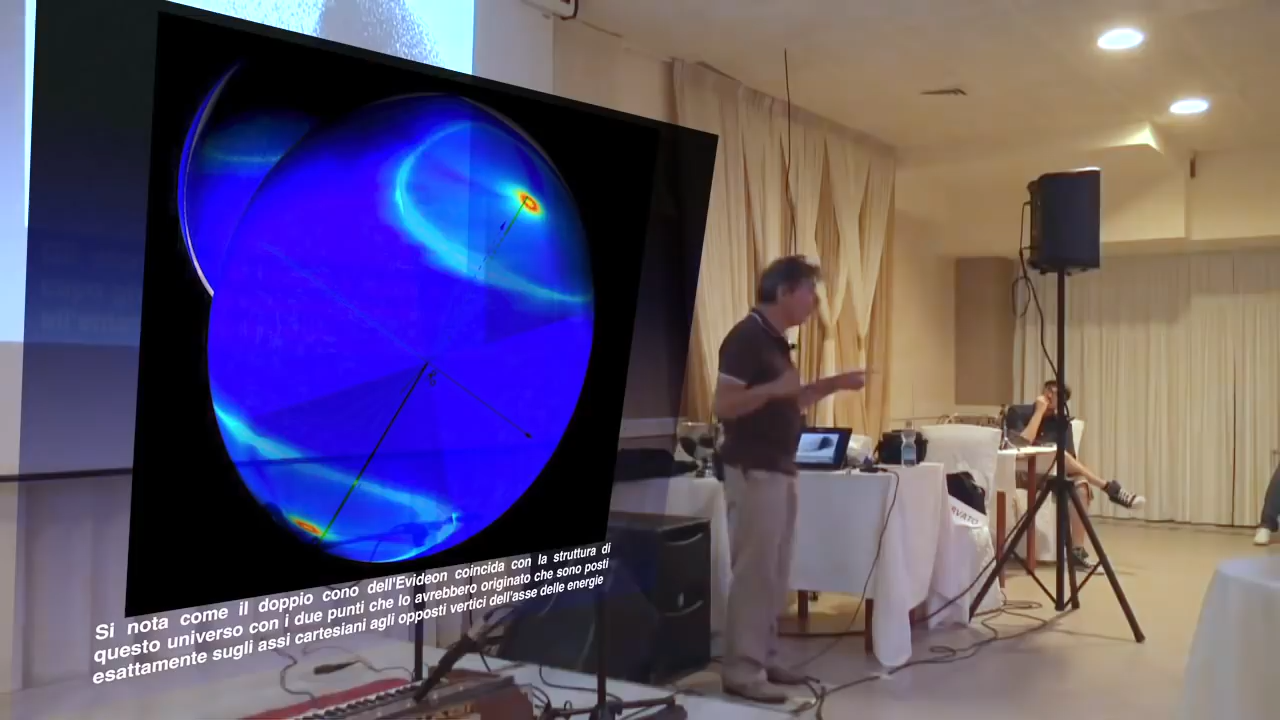 Si nota come il doppio cono dell'Evideon coincida con la struttura di
questo universo con i due punti che lo avrebbero originato che sono posti
esattamente sugli assi cartesiani agli opposti vertici dell'asse delle energie